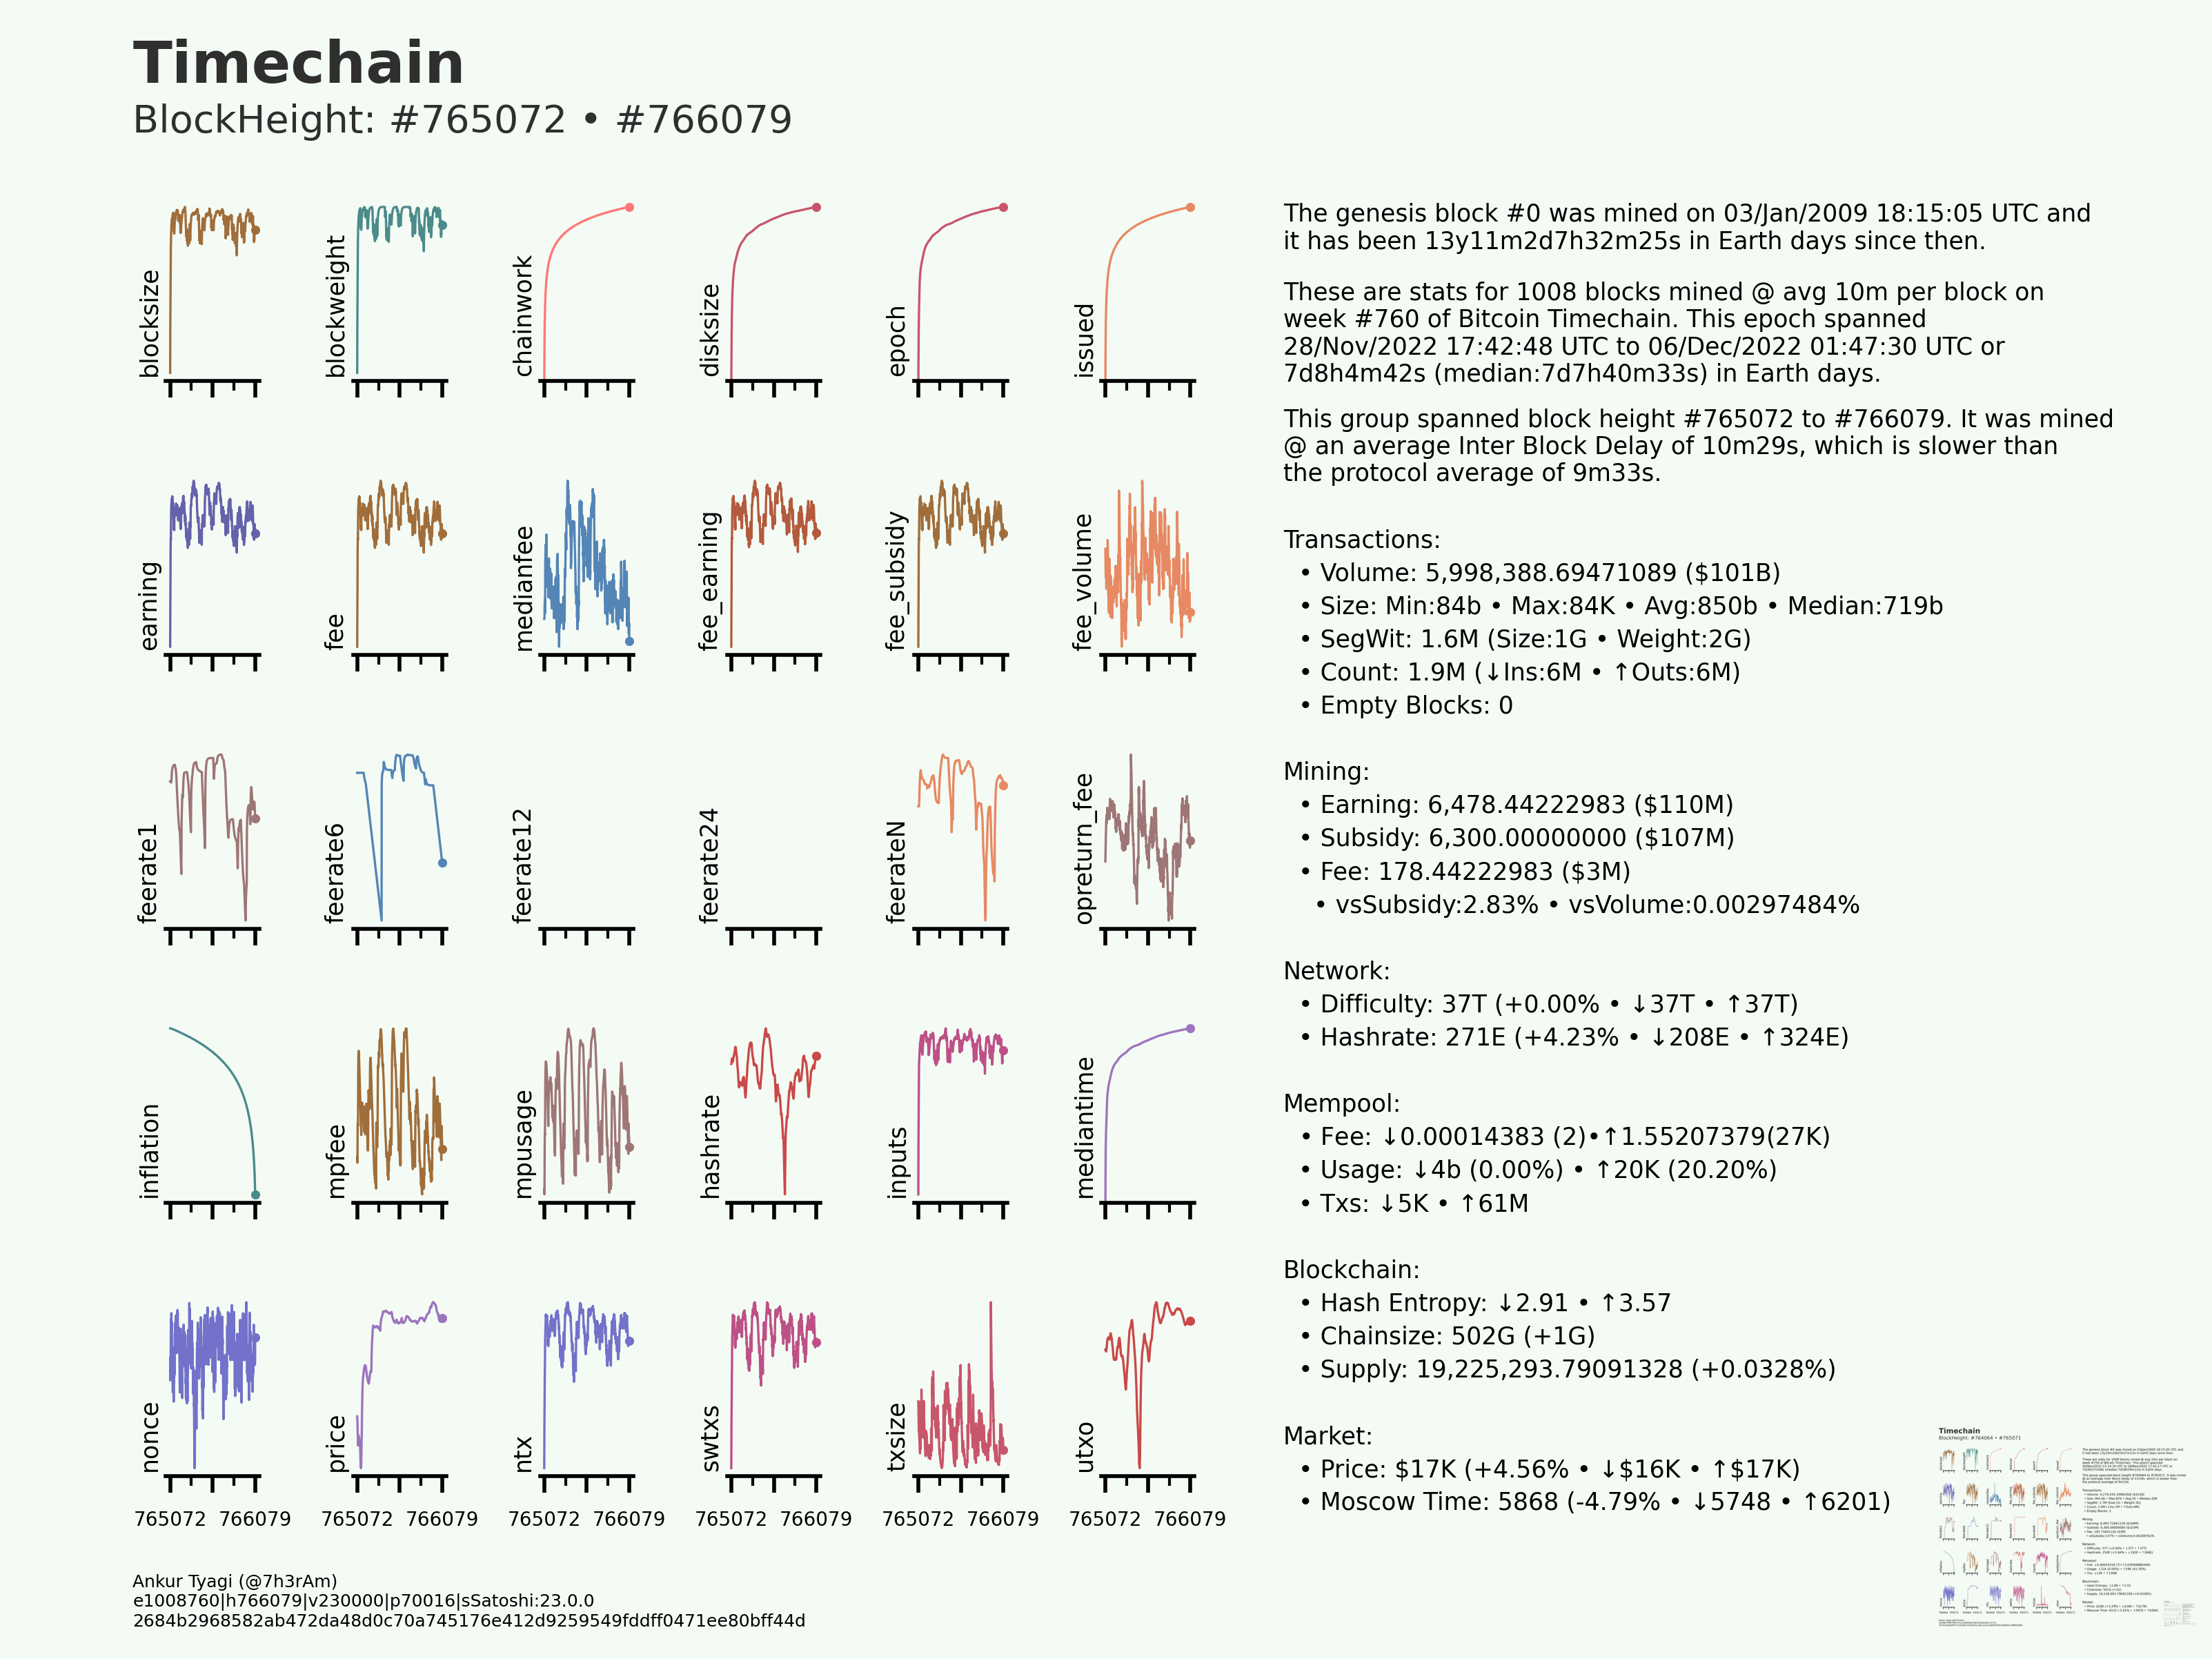 Timechain
BlockHeight: #765072 • #766079
blocksize
blockweight
chainwork
disksize
epoch
issued
earning
fee
medianfee
fee_earning
fee_subsidy
fee_volume
feerate1
feerate6
feerate12
feerate24
feerateN
opreturn_fee
inflation
mpfee
mpusage
hashrate
inputs
mediantime
nonce
price
ntx
swtxs
txsize
utxo
765072 766079 765072 766079 765072 766079 765072 766079 765072 766079 765072 766079
The genesis block #0 was mined on 03/Jan/2009 18:15:05 UTC and
it has been 13y11m2d7h32m25s in Earth days since then.
These are stats for 1008 blocks mined @ avg 10m per block on
week #760 of Bitcoin Timechain. This epoch spanned
28/Nov/2022 17:42:48 UTC to 06/Dec/2022 01:47:30 UTC or
7d8h4m42s (median:7d7h40m33s) in Earth days.
This group spanned block height #765072 to #766079. It was mined
@ an average Inter Block Delay of 10m29s, which is slower than
the protocol average of 9m33s.
Transactions:
• Volume: 5,998,388.69471089 ($101B)
• Size: Min:84b • Max:84K • Avg:850b • Median:719b
• SegWit: 1.6M (Size:1G • Weight:2G)
• Count: 1.9M (↓Ins:6M • ↑Outs:6M)
• Empty Blocks: 0
Mining:
• Earning: 6,478.44222983 ($110M)
• Subsidy: 6,300.00000000 ($107M)
• Fee: 178.44222983 ($3M)
• vsSubsidy:2.83% • vsVolume:0.00297484%
Network:
• Difficulty: 37T (+0.00% • ↓37T • ↑37T)
• Hashrate: 271E (+4.23% • ↓208E • ↑324E)
Mempool:
• Fee: ↓0.00014383 (2)•↑1.55207379(27K)
• Usage: ↓4b (0.00%) • ↑20K (20.20%)
• Txs: ↓5K • ↑61M
Blockchain:
• Hash Entropy: ↓2.91 • ↑3.57
• Chainsize: 502G (+1G)
• Supply: 19,225,293.79091328 (+0.0328%)
Market:
• Price: $17K (+4.56% • ↓$16K • ↑$17K)
• Moscow Time: 5868 (-4.79% • ↓5748 • ↑6201)
Timechain
BlockHeight: #764064 • #765071
Ankur Tyagi (@7h3rAm)
e1008760|h766079|v230000|p70016|sSatoshi:23.0.0
2684b2968582ab472da48d0c70a745176e412d9259549fddff0471ee80bff44d